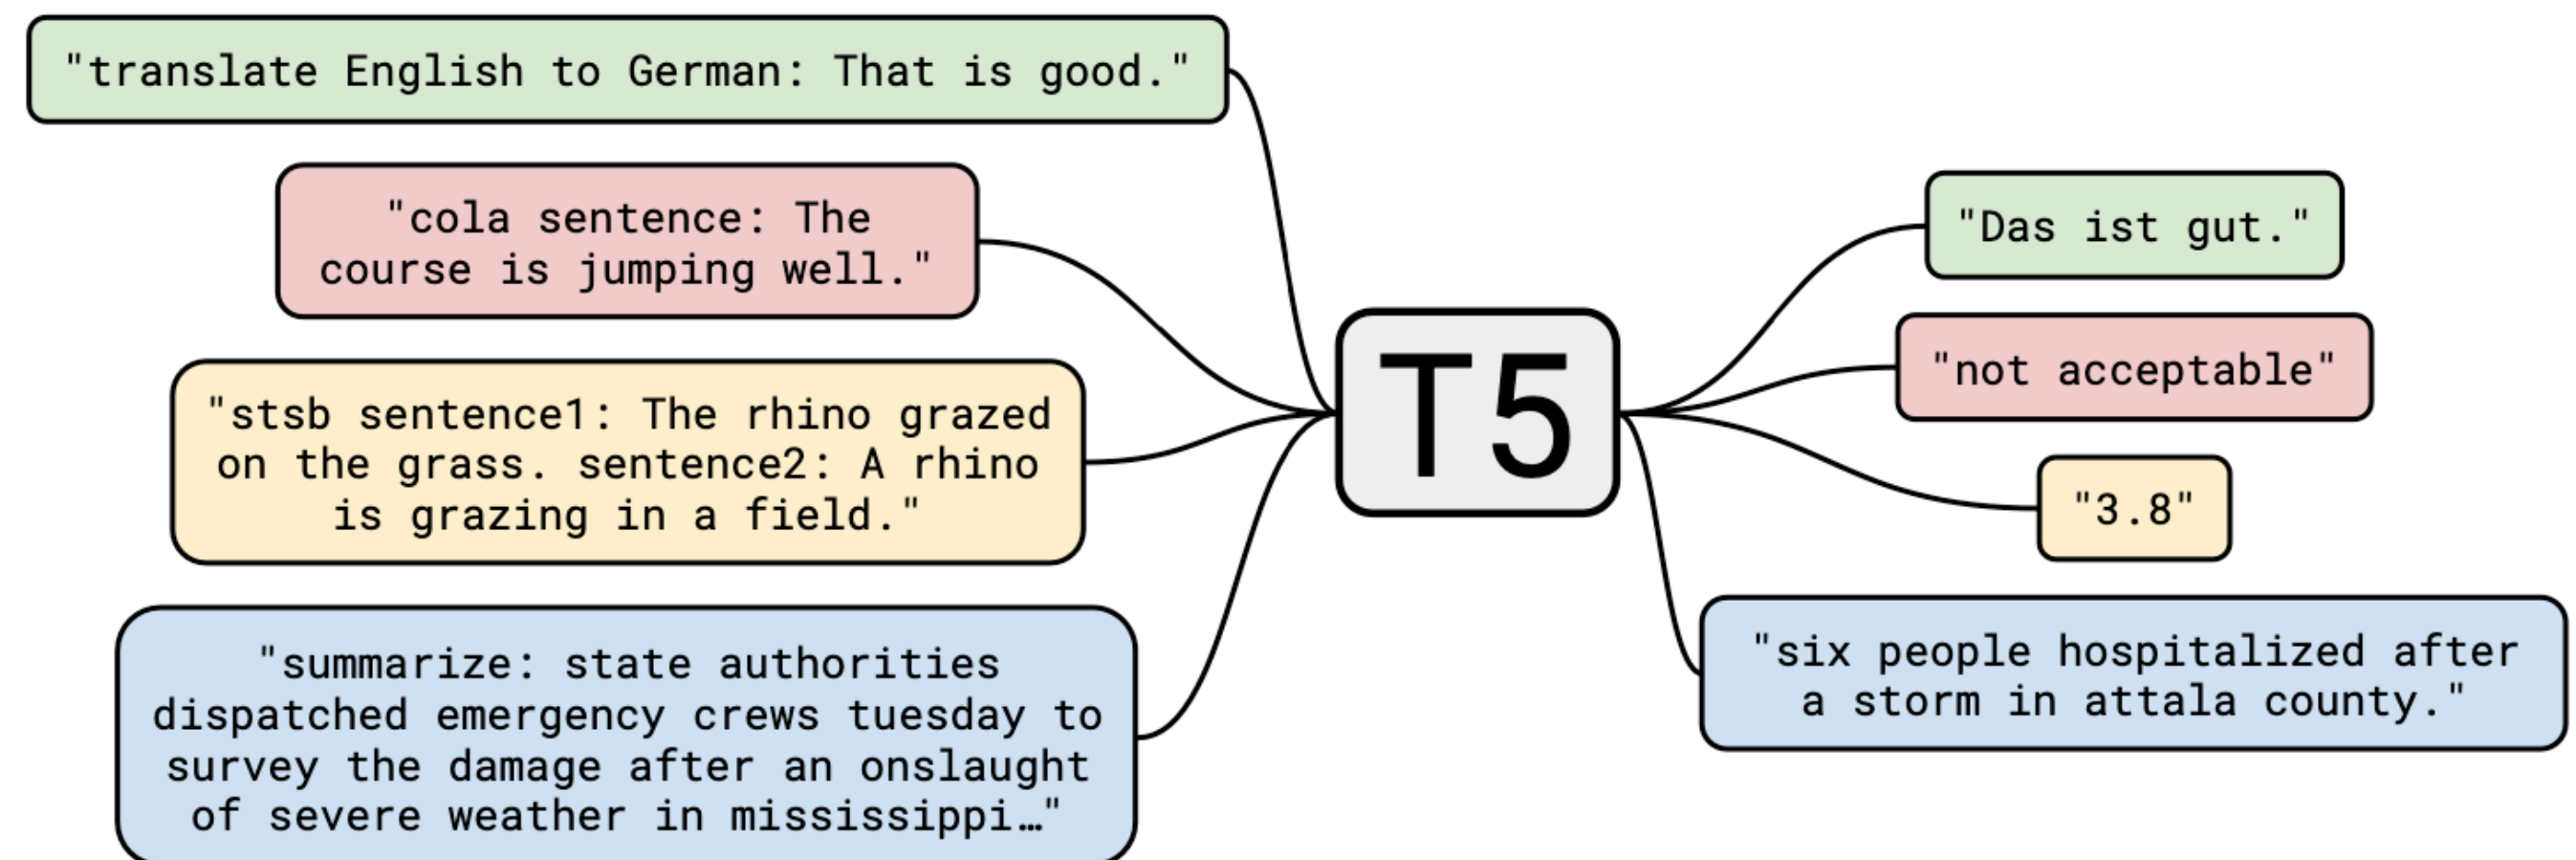 "translate English to German: That is good."
"cola sentence: The
course is jumping well."
"stsb sentence1: The rhino grazed
on the grass. sentence2: A rhino
is grazing in a field."
"summarize: state authorities
dispatched emergency crews tuesday to
survey the damage after an onslaught
of severe weather in mississippi…"
T5
"Das ist gut."
"not acceptable"
"3.8"
"six people hospitalized after
a storm in attala county."